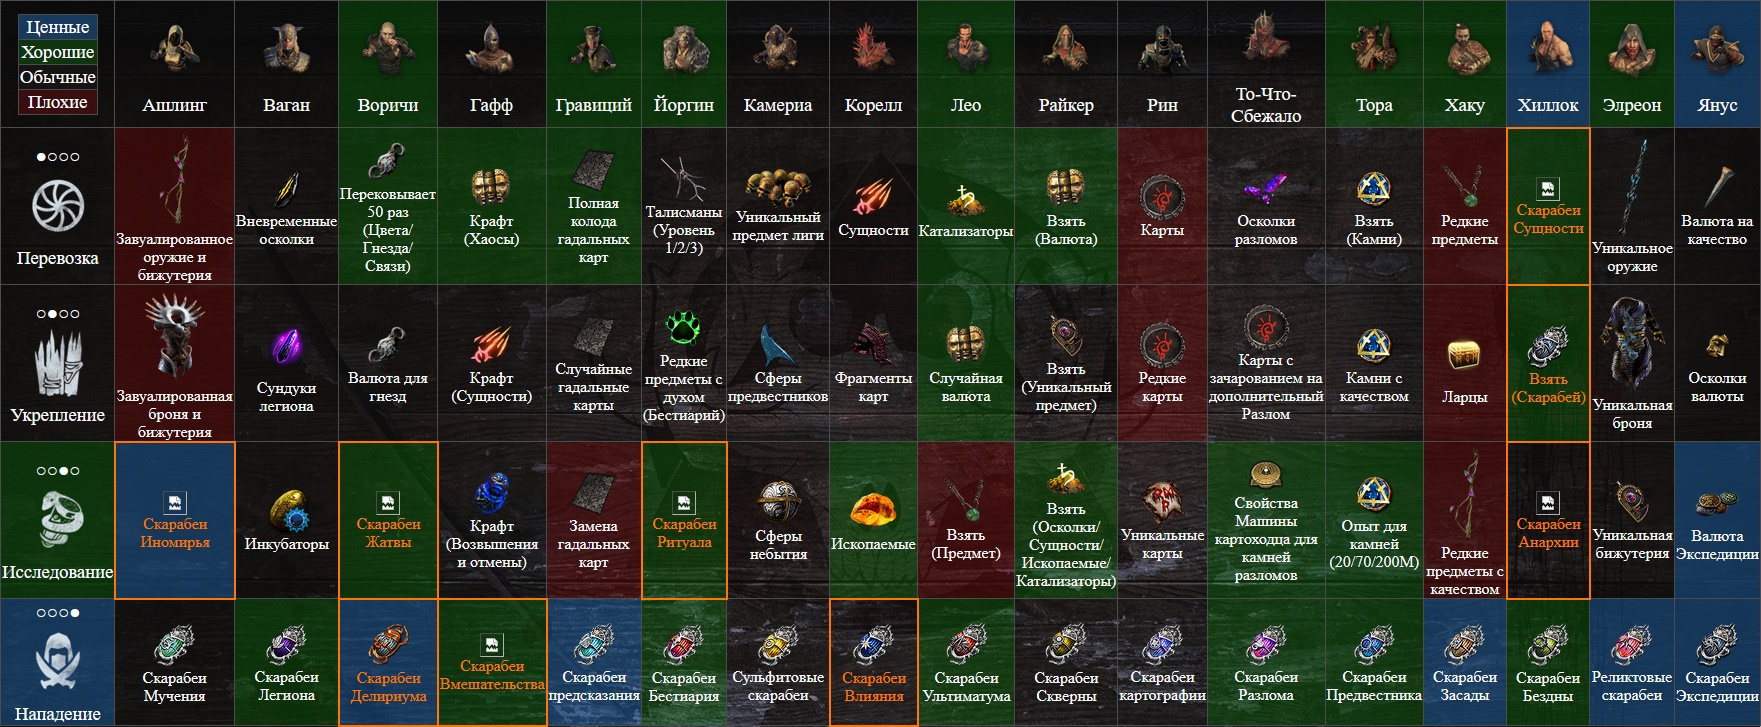 Ценные
Хорошие
Обычные
Плохие
Ашлинг
Ваган
Воричи
Гафф
Гравиций
Йоргин
Камериа
Корелл
Лео
Райкер
Рин
То-Что-
Сбежало
Тора
Хаку
Хиллок
Элреон
Янус
Перевозка
Завуалированное
оружие и
бижутерия
Вневременные
осколки
Перековывает
50 раз
(Цвета/
Гнезда/
Связи)
Крафт
(Хаосы)
Полная
колода
гадальных
карт
Талисманы
(Уровень
1/2/3)
Уникальный
предмет лиги
Сущности
Катализаторы
Взять
(Валюта)
Карты
Осколки
разломов
Взять
(Камни)
Редкие
предметы
Скарабеи
Сущности
Уникальное
оружие
Валюта на
качество
Укрепление
Завуалированная
броня и
бижутерия
Сундуки
легиона
Валюта для
гнезд
Крафт
(Сущности)
Случайные
гадальные
карты
Редкие
предметы с
духом
(Бестиарий)
Сферы
предвестников
Фрагменты
карт
Случайная
валюта
Взять
(Уникальный
предмет)
Редкие
карты
Карты с
зачарованием на
дополнительный
Разлом
Камни с
качеством
Ларцы
Взять
(Скарабей)
Уникальная
броня
Осколки
валюты
Исследование
Скарабеи
Иномирья
Инкубаторы
Скарабеи
Жатвы
Крафт
(Возвышения
и отмены)
Замена
гадальных
карт
Скарабеи
Ритуала
Сферы
небытия
Ископаемые
Взять
(Предмет)
Взять
(Осколки/
Сущности/
Ископаемые/
Катализаторы)
Уникальные
карты
Свойства
Машины
картоходца для
камней
разломов
Опыт для
камней
(20/70/200М)
Редкие
предметы с
качеством
Скарабеи
Анархии
Уникальная
бижутерия
Валюта
Экспедиции
Нападение
Скарабеи
Мучения
Скарабеи
Легиона
Скарабеи
Делириума
Скарабеи
Вмешательства
Скарабеи
предсказания
Скарабеи
Бестиария
Сульфитовые
скарабеи
Скарабеи
Влияния
Скарабеи
Ультиматума
Скарабеи
Скверны
Скарабеи
картографии
Скарабеи
Разлома
Скарабеи
Предвестника
Скарабеи
Засады
Скарабеи
Бездны
Реликтовые
скарабеи
Скарабеи
Экспедиции